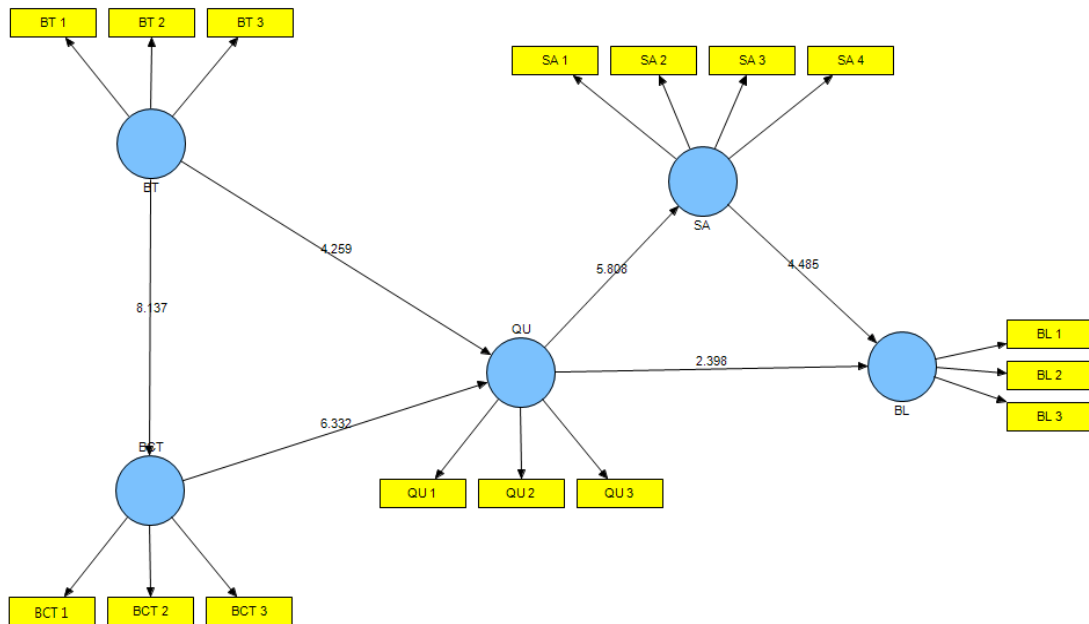 BT 1
BT 2
BT 3
SA 1
SA 2
SA 3
SA 4
BT
SA
4.259
5.808
4.485
8.137
QU
BL 1
BL 2
BL 3
2.398
BL
6.332
BCT
QU 1
QU 2
QU 3
BCT 1
BCT 2
BCT 3